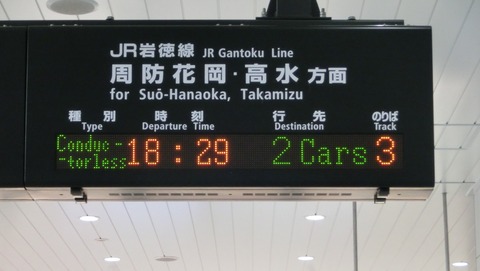 JR岩徳線 JR Gantoku Line
周防花岡・高水 方面
for Suō-Hanaoka, Takamizu
種別 時刻 行先 のりば
Type Departure Time Destination Track
Conduc-
-torless 18:29 2 Cars 3